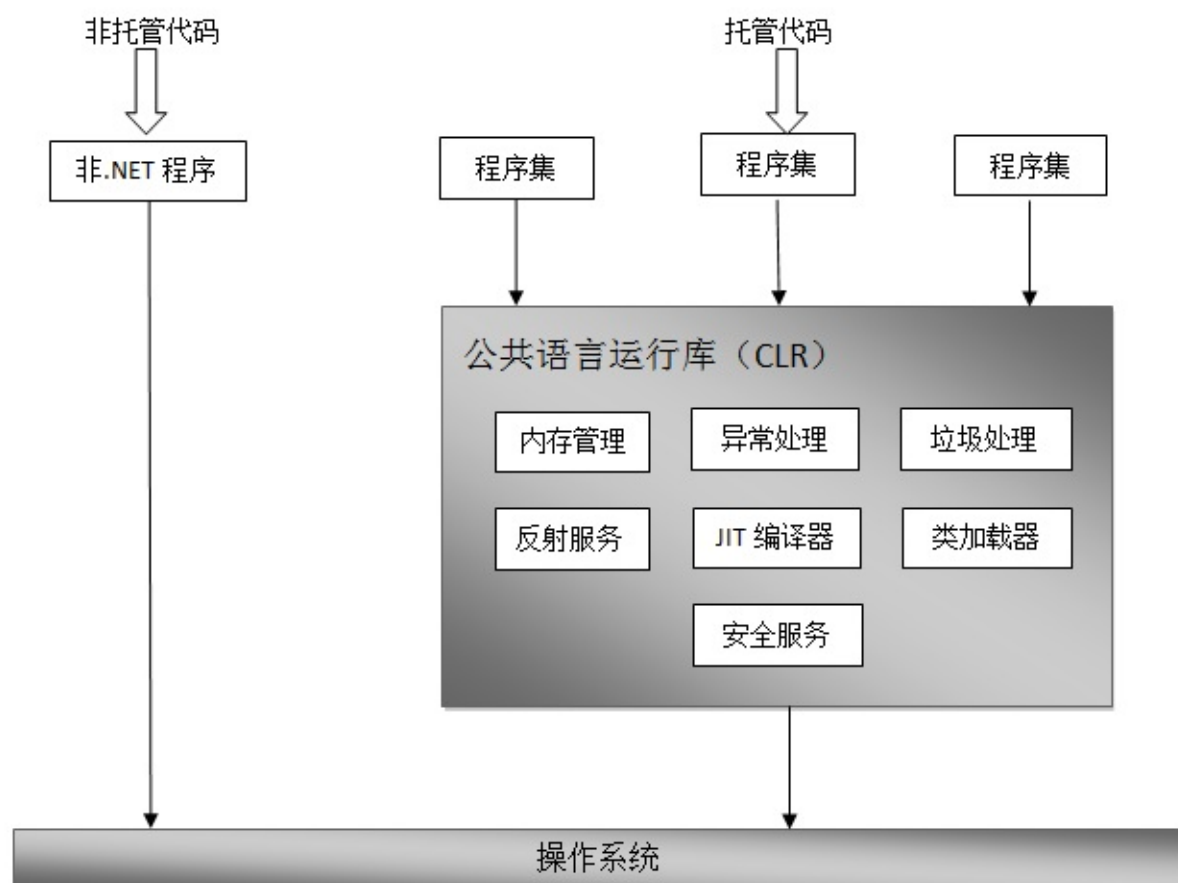 非托管代码
托管代码
非.NET 程序
程序集
程序集
程序集
公共语言运行库（CLR）
内存管理
异常处理
垃圾处理
反射服务
JIT 编译器
类加载器
安全服务
操作系统